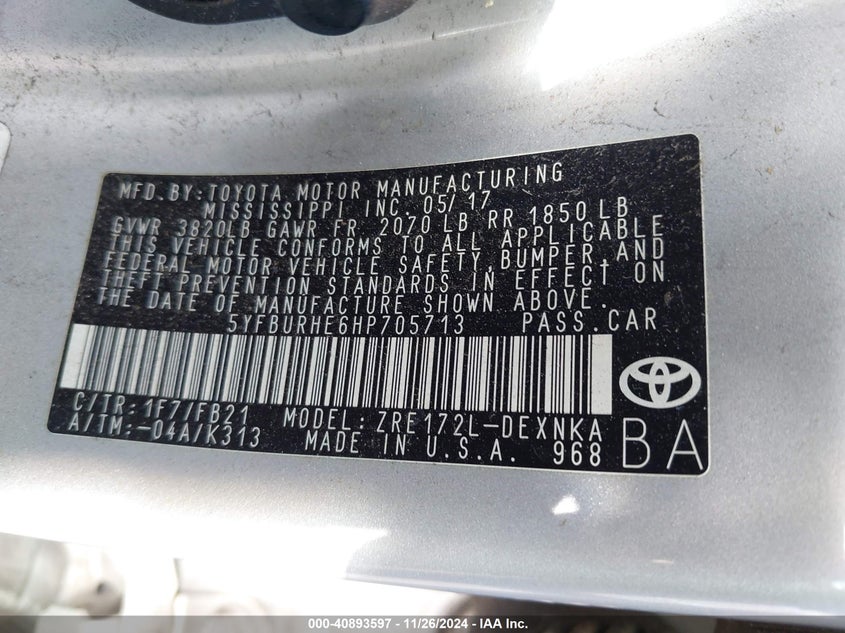 MFD. BY: TOYOTA MOTOR MANUFACTURING
MISSISSIPPI INC. 05/17
GVWR 3820LB GAWR FR 2070 LB RR 1850 LB
THIS VEHICLE CONFORMS TO ALL APPLICABLE
FEDERAL MOTOR VEHICLE SAFETY, BUMPER, AND
THEFT PREVENTION STANDARDS IN EFFECT ON
THE DATE OF MANUFACTURE SHOWN ABOVE.
5YFBURHE6HP705713 PASS. CAR
C/TR: 1F7/FB21 MODEL: ZRE172L-DEXNKA
A/TM: -04A/K313 MADE IN U.S.A. 968 BA
000-40893597 - 11/26/2024 - IAA Inc.